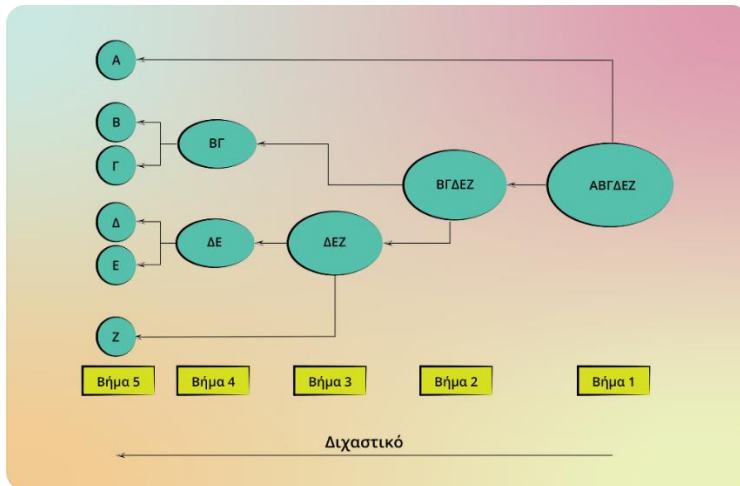 Α
Β
ΒΓ
Γ
ΒΓΔΕΖ
ΑΒΓΔΕΖ
Δ
ΔΕ
ΔΕΖ
Ε
Ζ
Βήμα 5
Βήμα 4
Βήμα 3
Βήμα 2
Βήμα 1
Διχαστικό